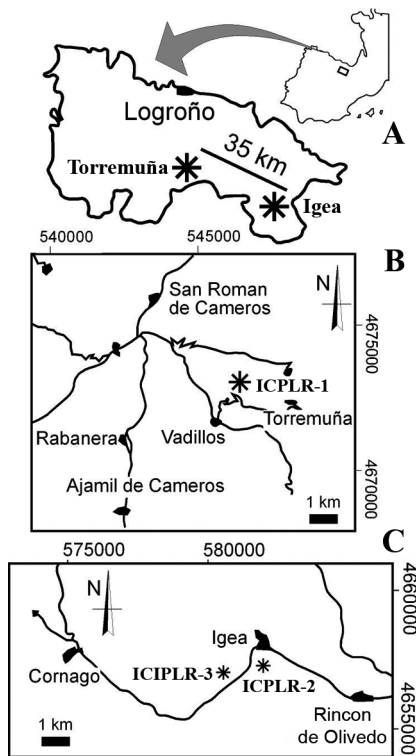 A
Logroño
35 km
Torremuña
Igea
540000 545000
B
N
San Roman
de Cameros
4675000
ICPLR-1
Torremuña
Rabanera
Vadillos
4670000
Ajamil de Cameros
1 km
C
575000 580000
N
4660000
Igea
Cornago
ICIPLR-3
ICPLR-2
Rincon
de Olivedo
4655000
1 km